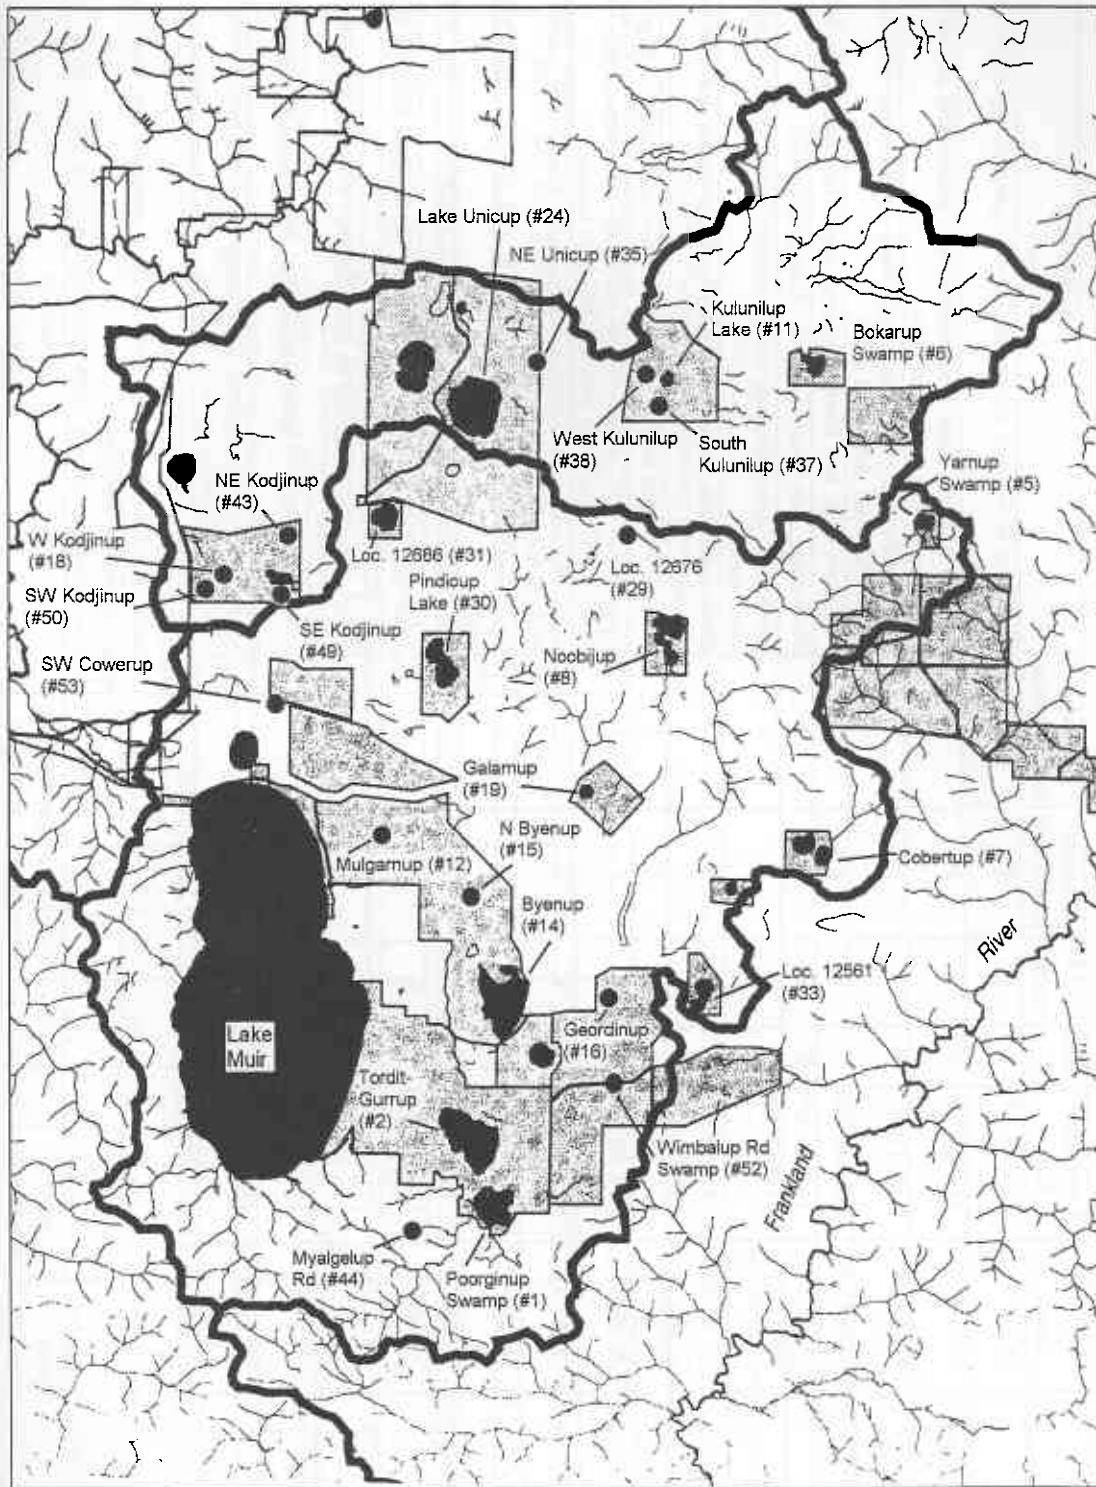 Lake Unicup (#24)
NE Unicup (#35)
Kulunilup
Lake (#11)
Bokarup
Swamp (#6)
West Kulunilup
(#38)
South
Kulunilup (#37)
NE Kodjinup
(#43)
Yarnup
Swamp (#5)
W Kodjinup
(#18)
Loc. 12686 (#31)
Loc. 12676
(#29)
SW Kodjinup
(#50)
Pindicup
Lake (#30)
SE Kodjinup
(#49)
Noobijup
(#8)
SW Cowerup
(#53)
Galamup
(#19)
N Byenup
(#15)
Mulgarnup (#12)
Cobertup (#7)
Byenup
(#14)
River
Loc. 12561
(#33)
Lake
Muir
Geordinup
(#16)
Tordit-
Gurrup
(#2)
Wimbalup Rd
Swamp (#52)
Frankland
Myalgelup
Rd (#44)
Poorginup
Swamp (#1)